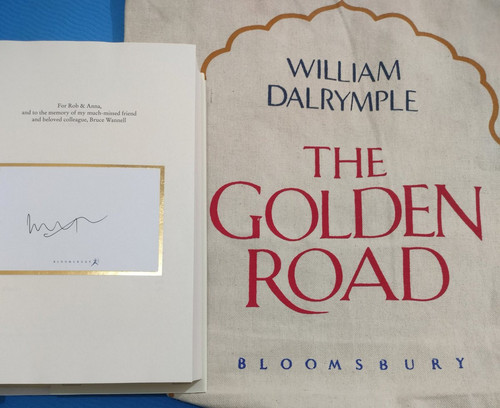 For Rob & Anna,
and to the memory of my much-missed friend
and beloved colleague, Bruce Wannell
BLOOMSBURY
WILLIAM
DALRYMPLE
THE
GOLDEN
ROAD
BLOOMSBURY